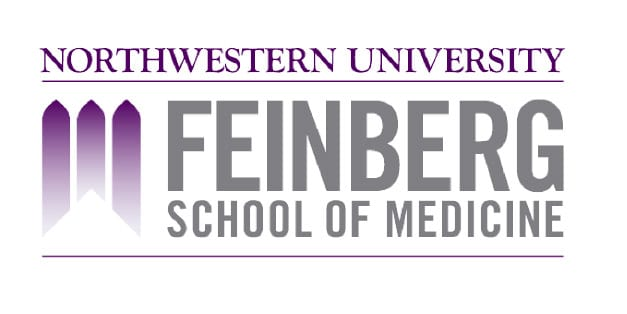 NORTHWESTERN UNIVERSITY
FEINBERG
SCHOOL OF MEDICINE